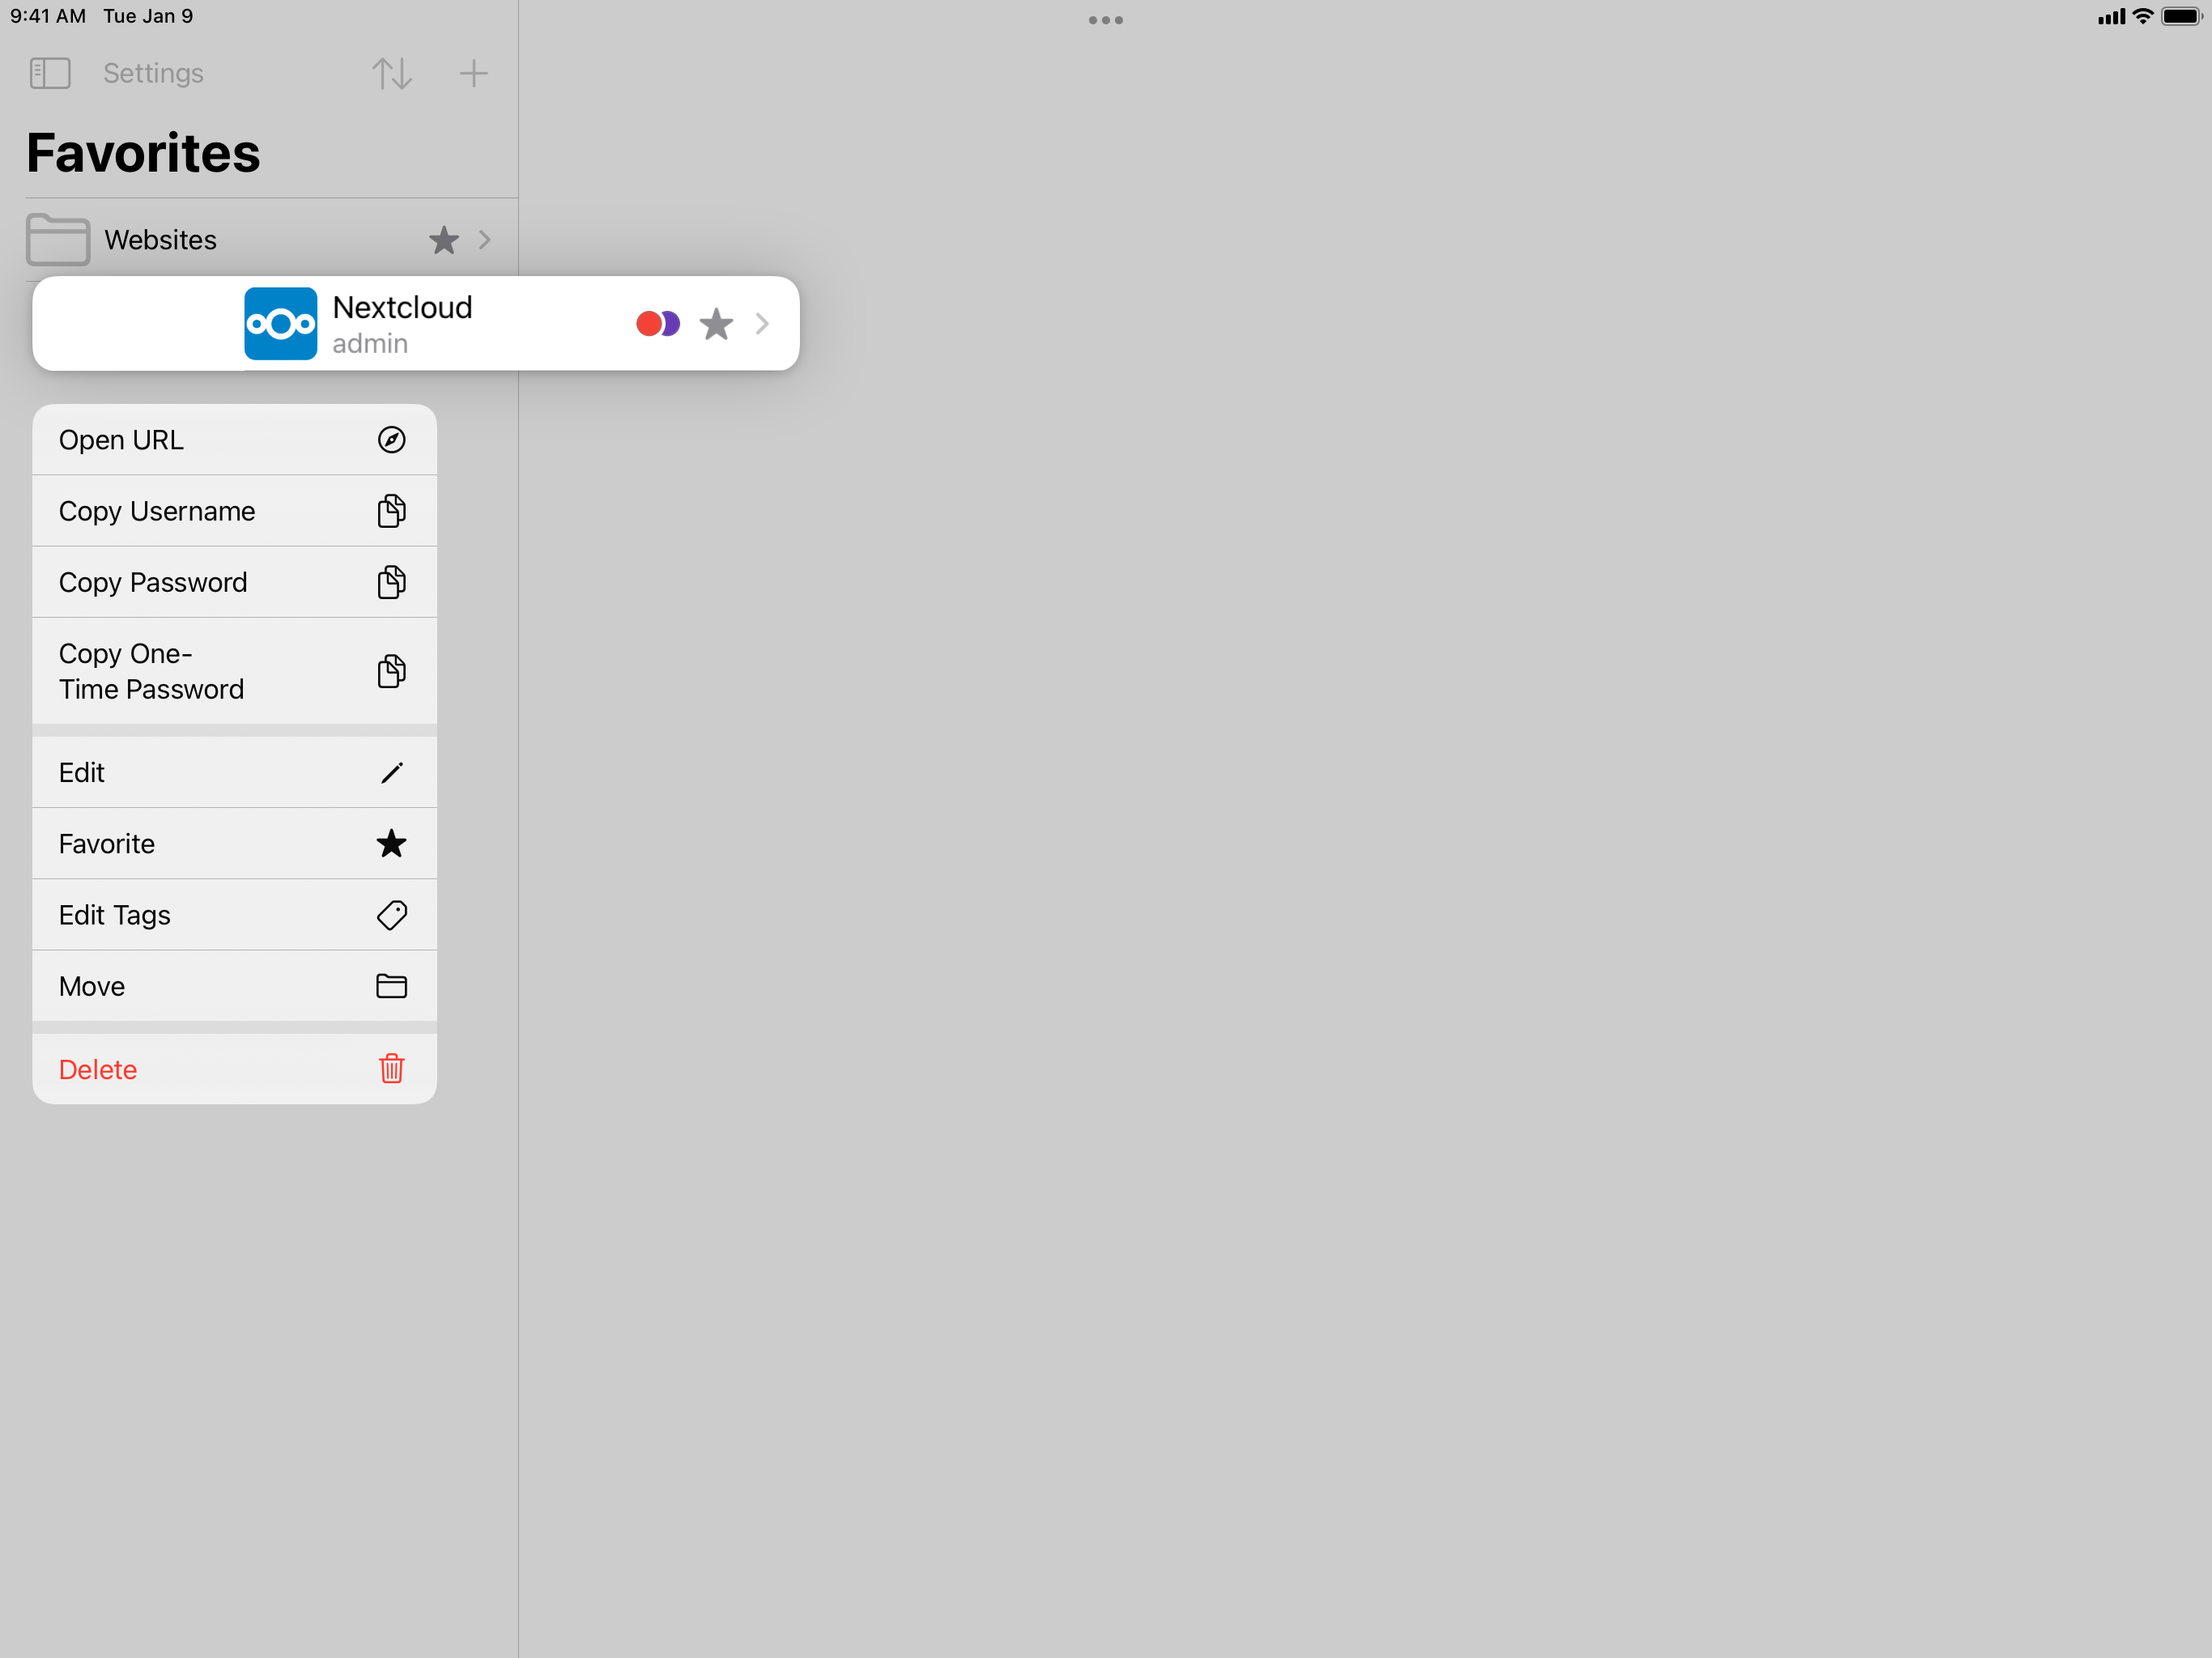 9:41 AM Tue Jan 9
Settings
Favorites
Websites
Nextcloud
admin
Open URL
Copy Username
Copy Password
Copy One-
Time Password
Edit
Favorite
Edit Tags
Move
Delete